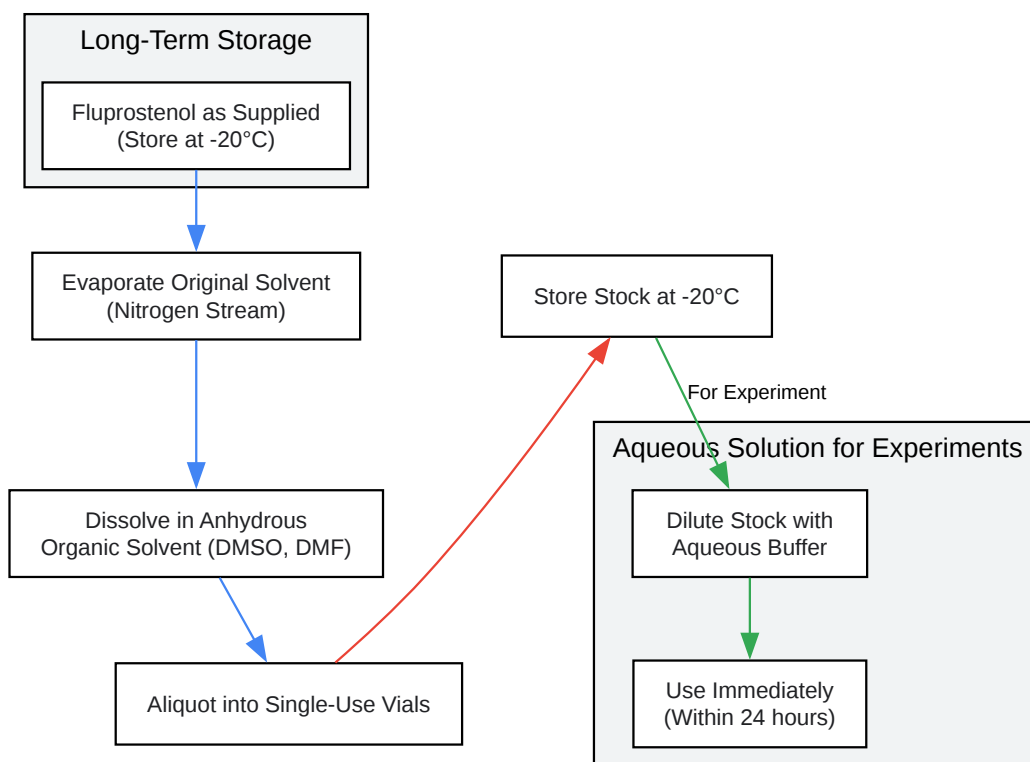 Long-Term Storage
Fluprostenol as Supplied
(Store at -20°C)
Evaporate Original Solvent
(Nitrogen Stream)
Dissolve in Anhydrous
Organic Solvent (DMSO, DMF)
Aliquot into Single-Use Vials
Store Stock at -20°C
For Experiment
Aqueous Solution for Experiments
Dilute Stock with
Aqueous Buffer
Use Immediately
(Within 24 hours)